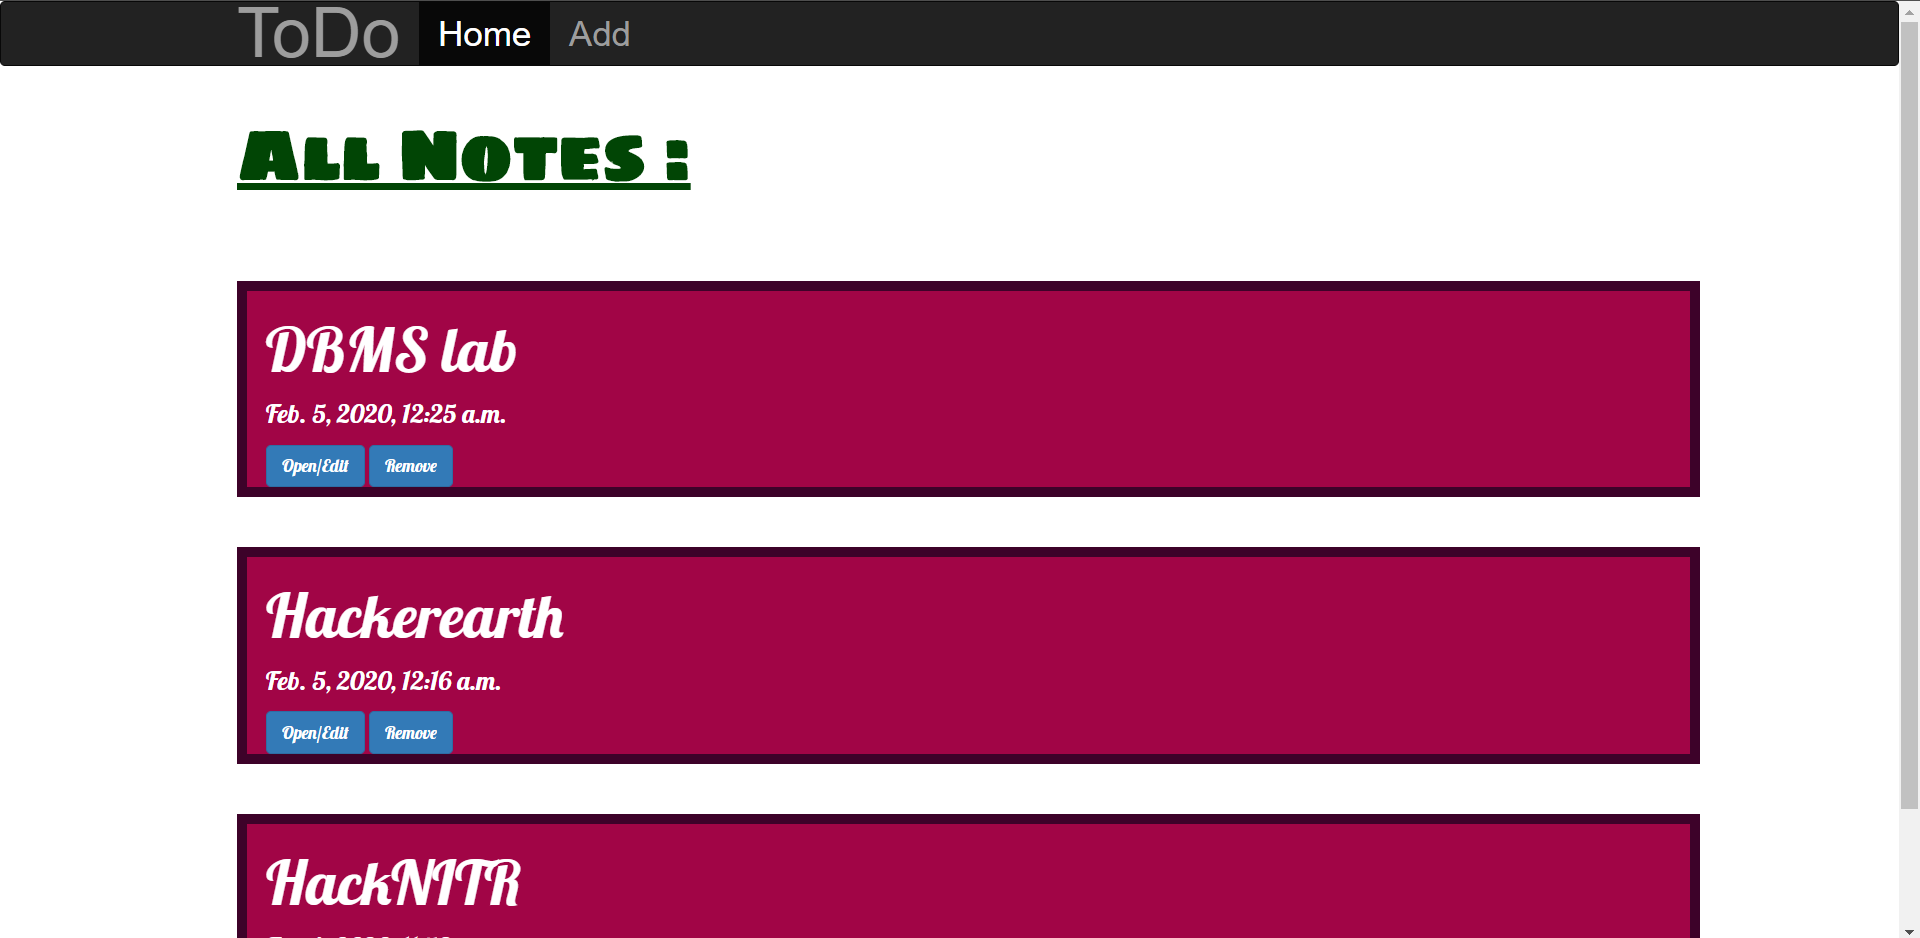 ToDo Home Add
All Notes :
DBMS lab
Feb. 5, 2020, 12:25 a.m.
Open/Edit Remove
Hackerearth
Feb. 5, 2020, 12:16 a.m.
Open/Edit Remove
HackNITR